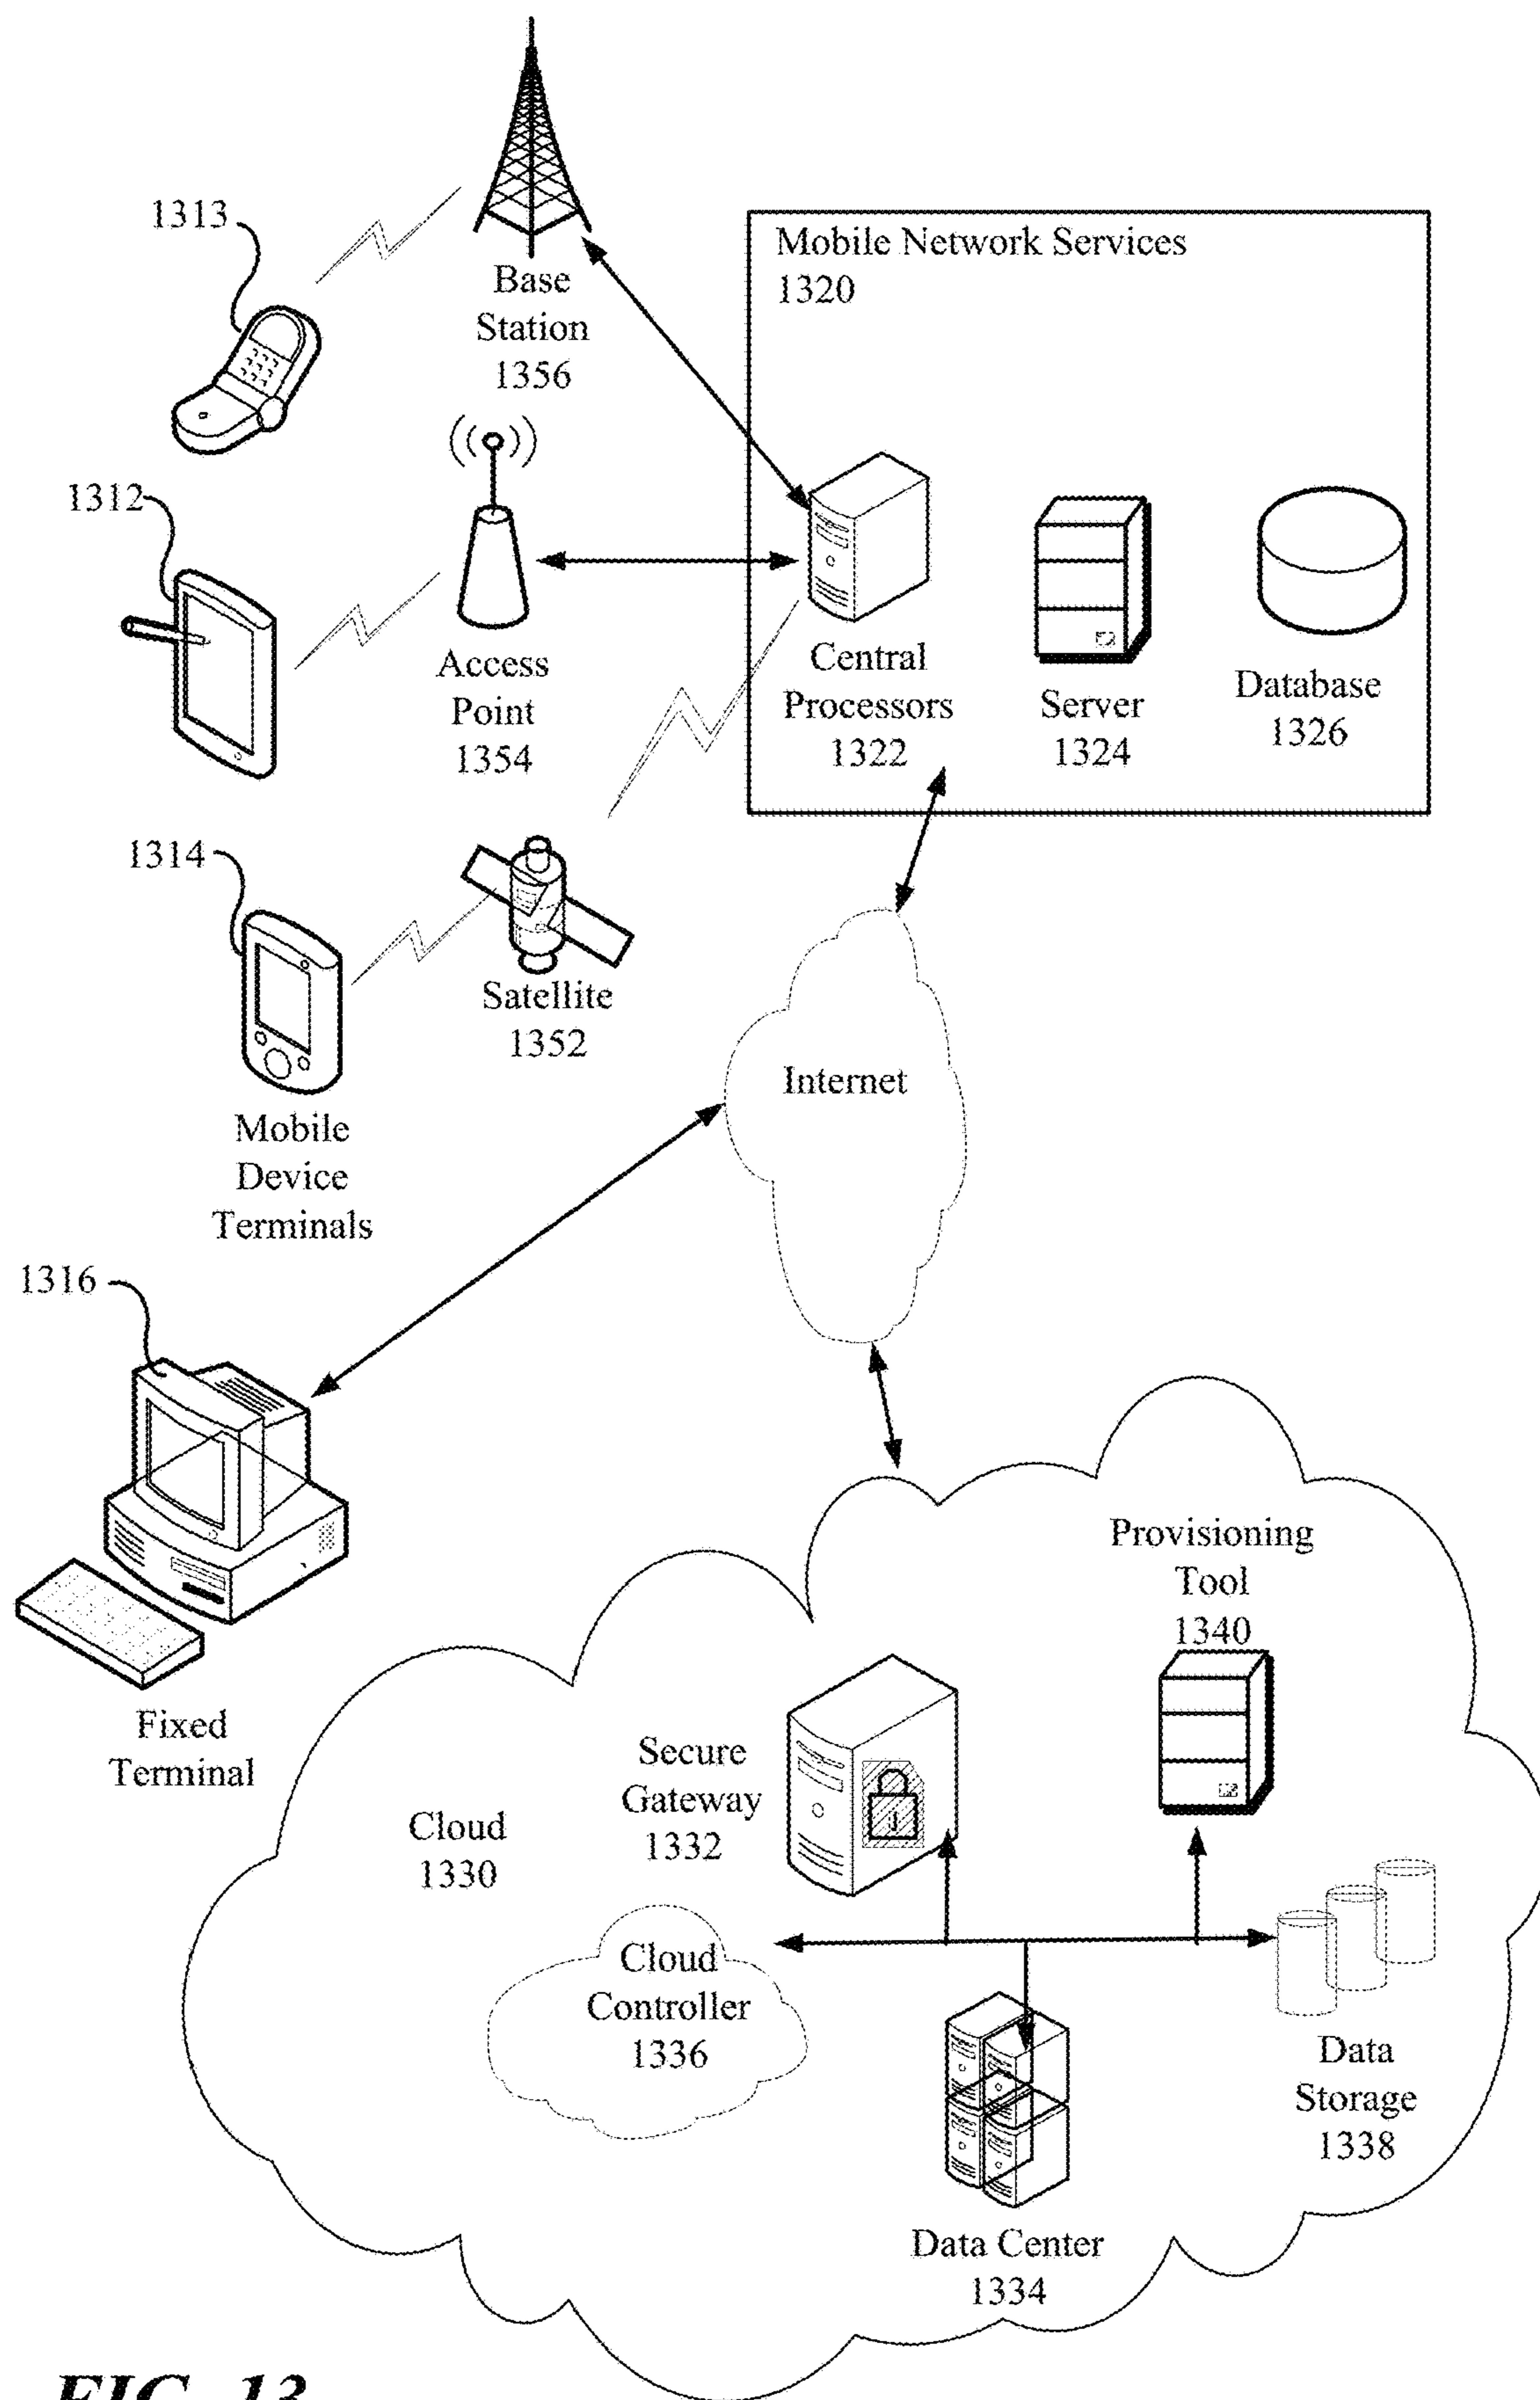 1313
Base
Station
1356
Mobile Network Services
1320
1312
Access
Point
1354
Central
Processors
1322
Server
1324
Database
1326
1314
Satellite
1352
Mobile
Device
Terminals
Internet
1316
Fixed
Terminal
Provisioning
Tool
1340
Secure
Gateway
1332
Cloud
1330
Cloud
Controller
1336
Data
Storage
1338
Data Center
1334
FIG. 13